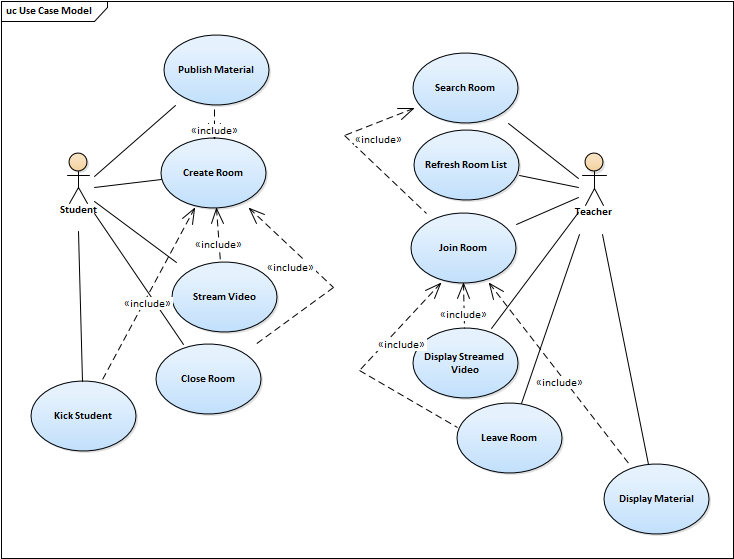 uc Use Case Model
Publish Material
«include»
Create Room
Student
«include»
«include»
Stream Video
«include»
Close Room
Kick Student
Search Room
«include»
Refresh Room List
Teacher
Join Room
«include»
«include»
Display Streamed
Video
«include»
Leave Room
Display Material